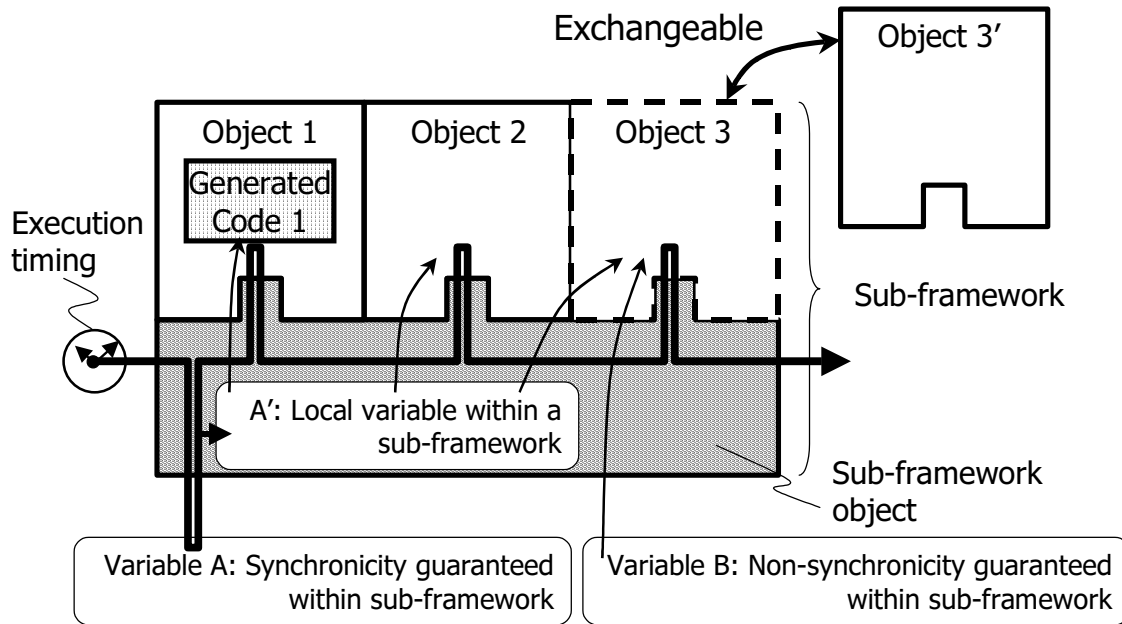 Exchangeable
Object 3′
Object 1
Object 2
Object 3
Generated
Code 1
Execution
timing
Sub-framework
A′: Local variable within a
sub-framework
Sub-framework
object
Variable A: Synchronicity guaranteed
within sub-framework
Variable B: Non-synchronicity guaranteed
within sub-framework